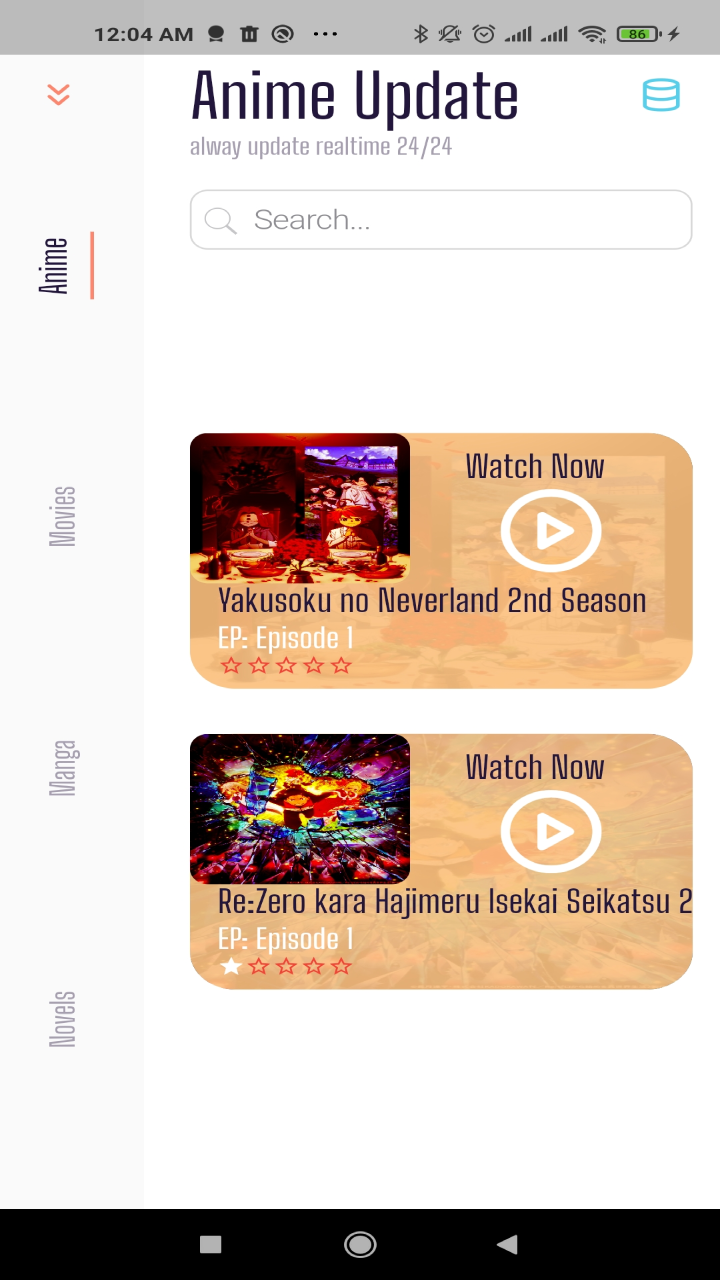 12:04 AM
86
Anime Update
alway update realtime 24/24
Search...
Anime
Movies
Manga
Novels
Watch Now
Yakusoku no Neverland 2nd Season
EP: Episode 1
Watch Now
Re:Zero kara Hajimeru Isekai Seikatsu 2
EP: Episode 1